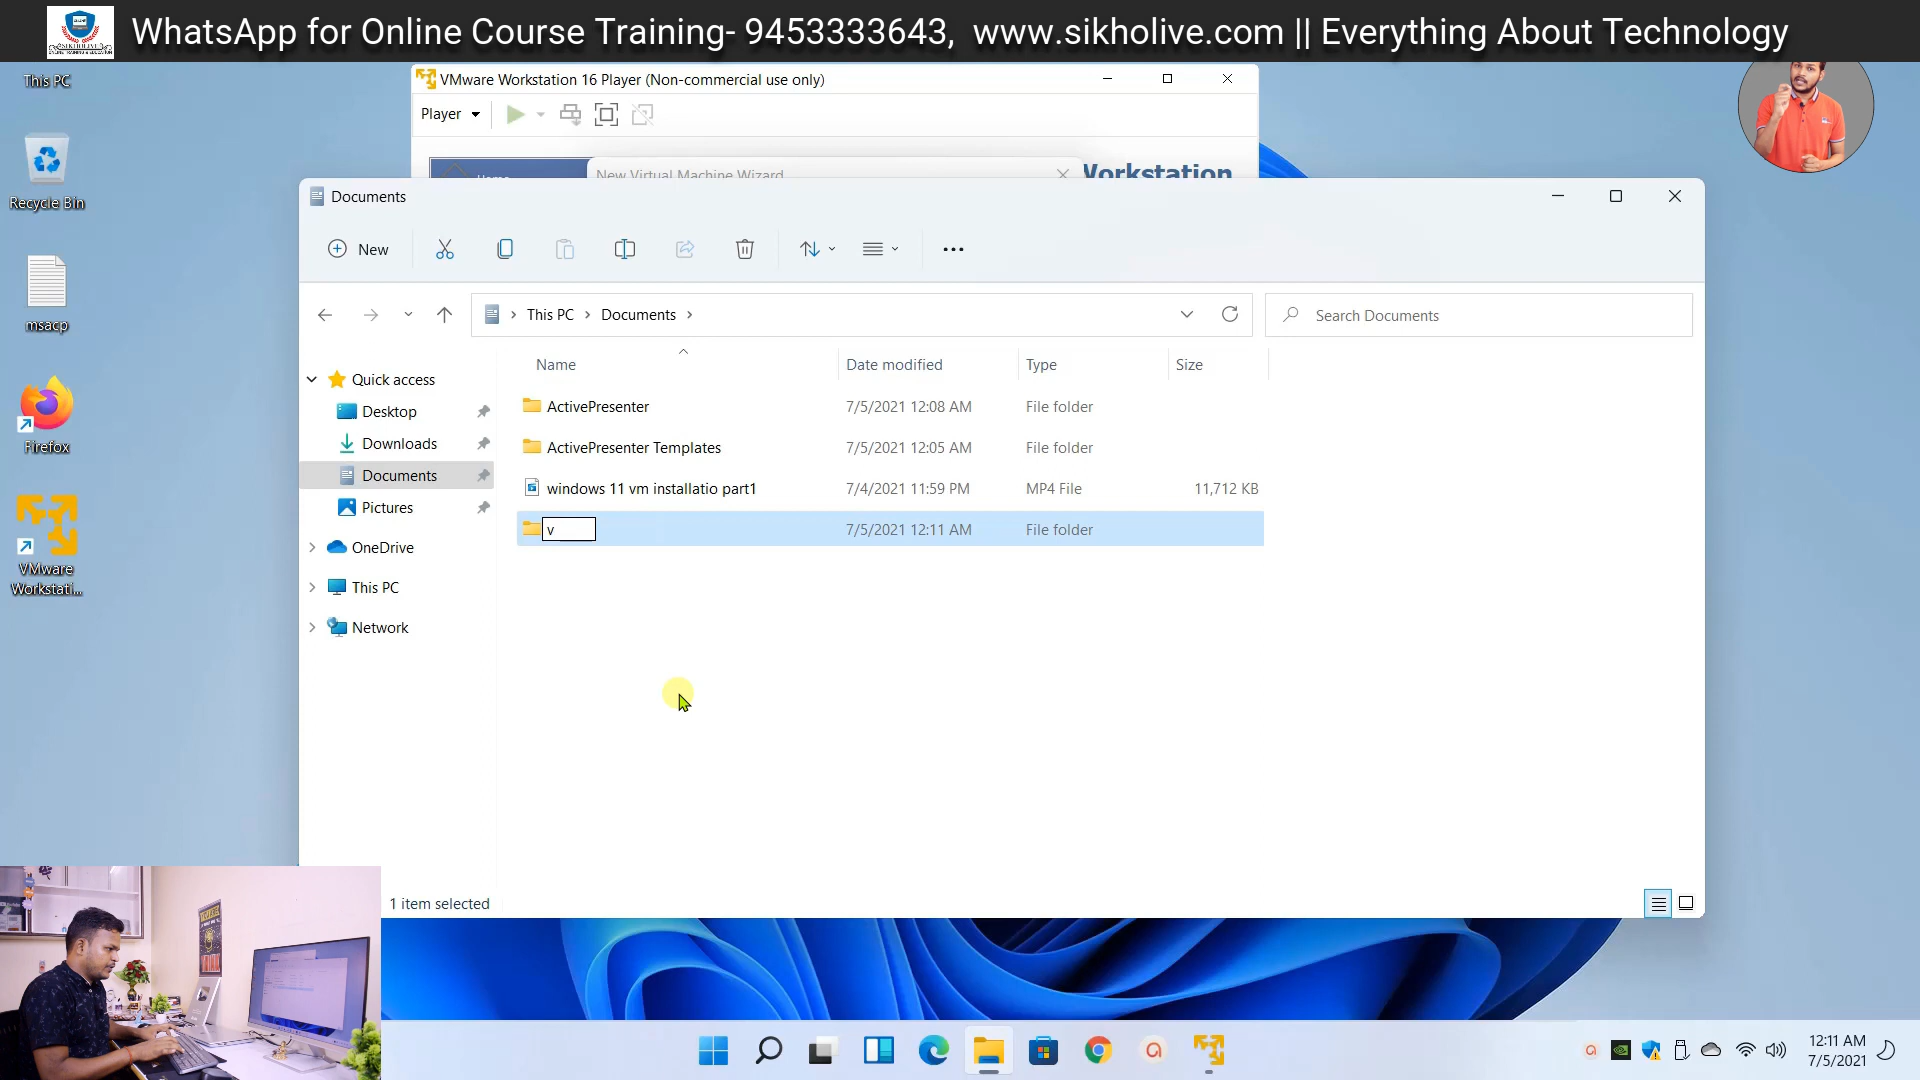 WhatsApp for Online Course Training- 9453333643,  www.sikholive.com || Everything About Technology
SIKHOLIVE
This PC
VMware Workstation 16 Player (Non-commercial use only)
Player
Home
New Virtual Machine Wizard
Workstation
Recycle Bin
Documents
New
msacp
This PC
Documents
Search Documents
Name
Date modified
Type
Size
Quick access
ActivePresenter
7/5/2021 12:08 AM
File folder
Desktop
Firefox
Downloads
ActivePresenter Templates
7/5/2021 12:05 AM
File folder
Documents
windows 11 vm installatio part1
7/4/2021 11:59 PM
MP4 File
11,712 KB
Pictures
v
7/5/2021 12:11 AM
File folder
OneDrive
VMware
Workstati...
This PC
Network
1 item selected
12:11 AM
7/5/2021